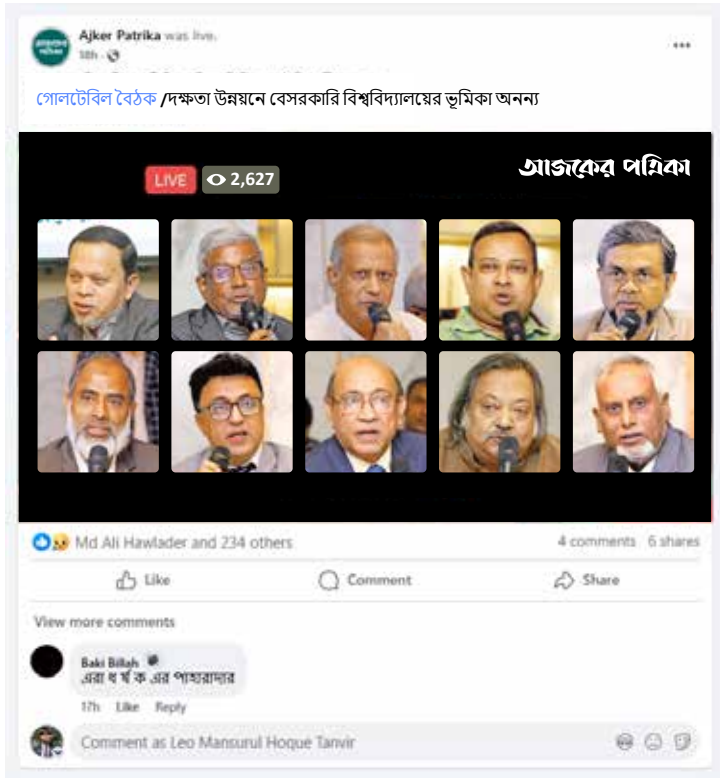 Ajker Patrika was live.
18h
গোলটেবিল বৈঠক /দক্ষতা উন্নয়নে বেসরকারি বিশ্ববিদ্যালয়ের ভূমিকা অনন্য
আজকের পত্রিকা
LIVE 2,627
Md Ali Hawlader and 234 others 4 comments 6 shares
Like Comment Share
View more comments
Baki Billah
এরা ধ র্ষ ক এর পাহারাদার
17h Like Reply
Comment as Leo Mansurul Hoque Tanvir